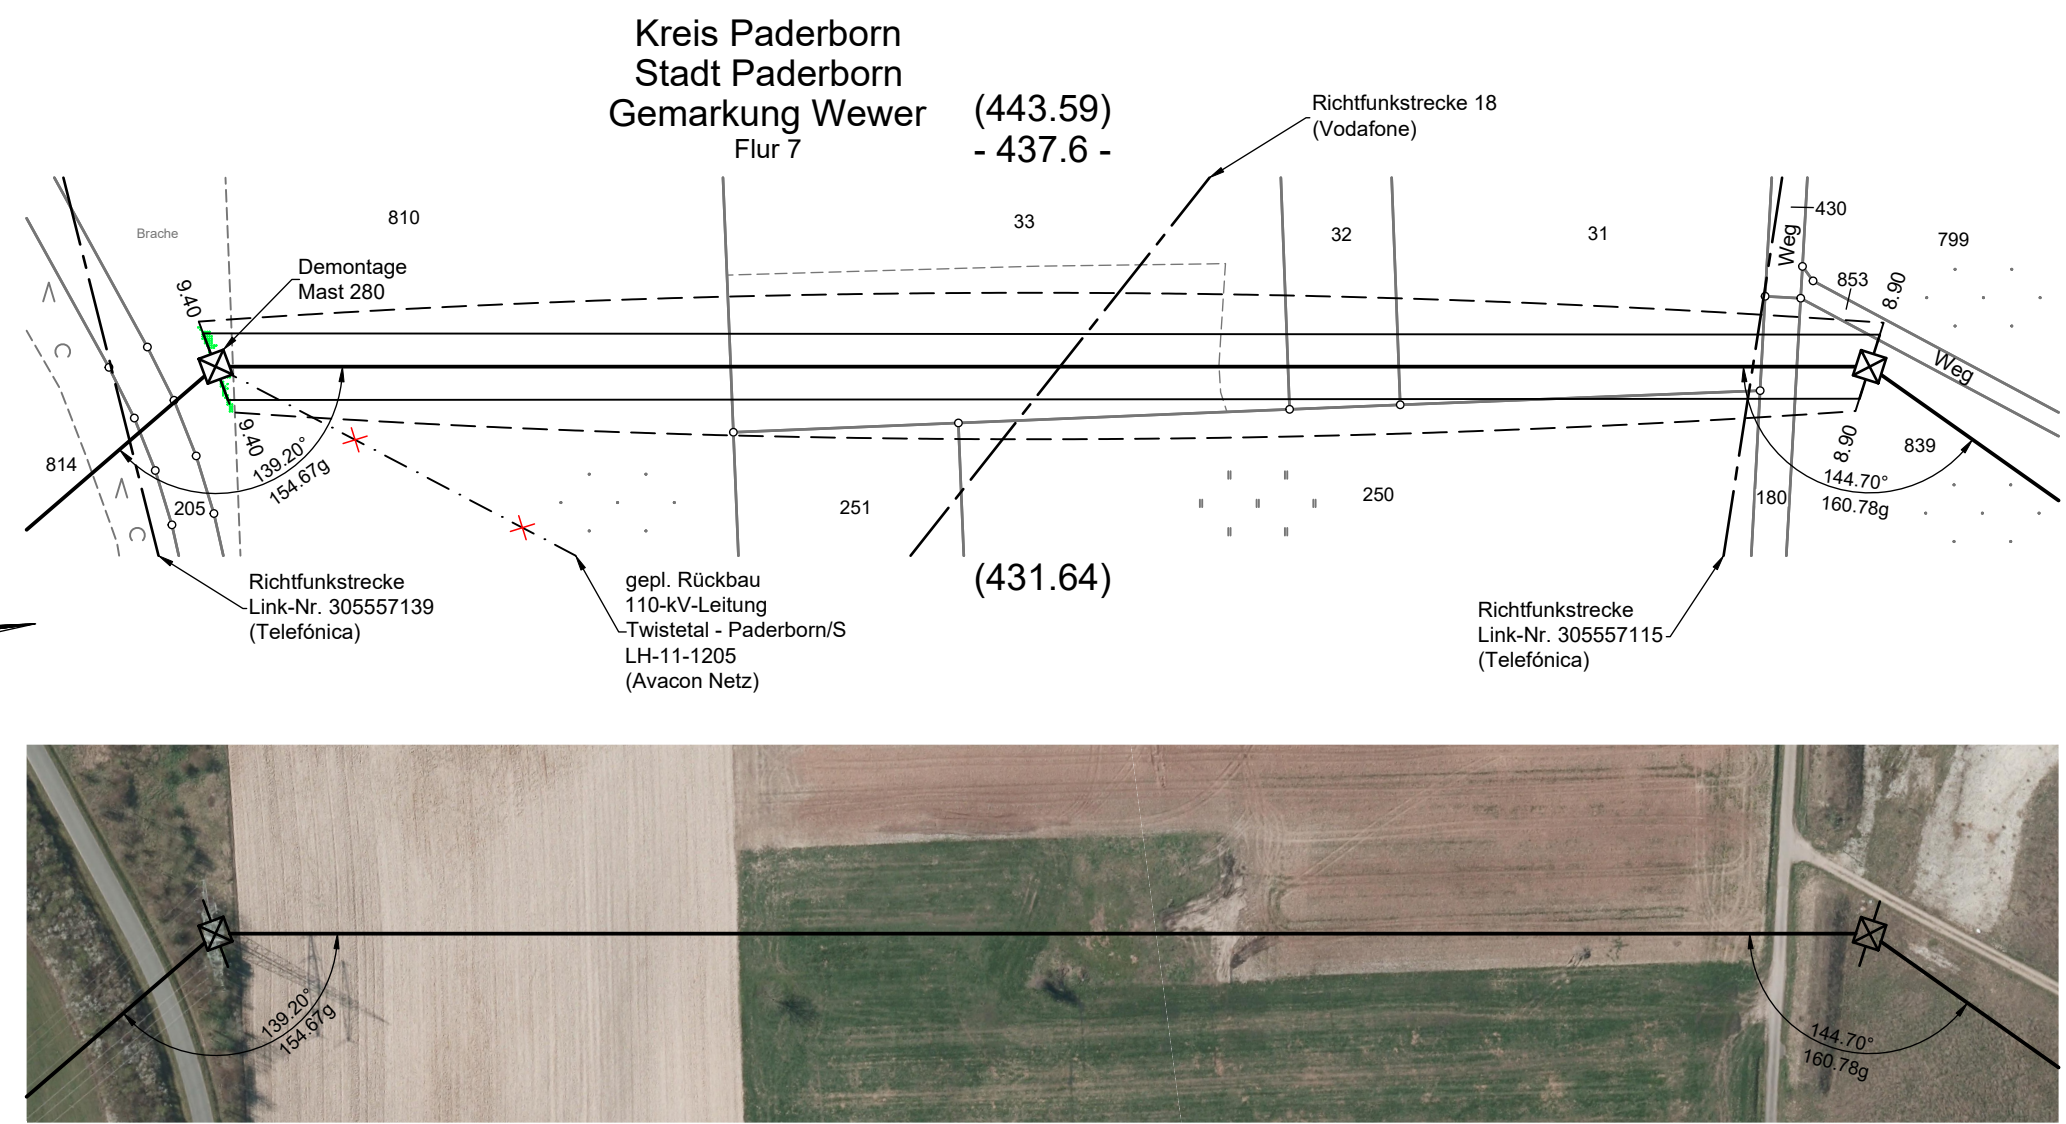 Kreis Paderborn
Stadt Paderborn
Gemarkung Wewer
Flur 7
(443.59)
- 437.6 -
Richtfunkstrecke 18
(Vodafone)
810
33
32
31
430
799
Brache
Weg
853
8.90
Demontage
Mast 280
9.40
Weg
9.40
139.20°
154.67g
814
205
251
250
8.90
839
144.70°
160.78g
180
Richtfunkstrecke
Link-Nr. 305557139
(Telefónica)
gepl. Rückbau
110-kV-Leitung
Twistetal - Paderborn/S
LH-11-1205
(Avacon Netz)
(431.64)
Richtfunkstrecke
Link-Nr. 305557115
(Telefónica)
139.20°
154.67g
144.70°
160.78g